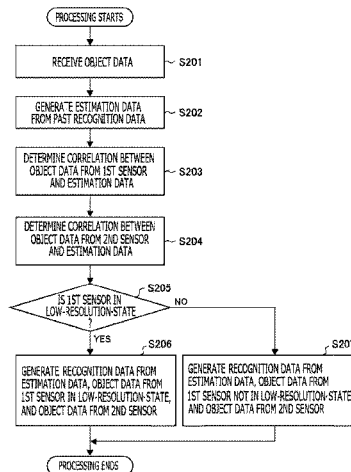 PROCESSING STARTS
RECEIVE OBJECT DATA
S201
GENERATE ESTIMATION DATA
FROM PAST RECOGNITION DATA
S202
DETERMINE CORRELATION BETWEEN
OBJECT DATA FROM 1ST SENSOR
AND ESTIMATION DATA
S203
DETERMINE CORRELATION BETWEEN
OBJECT DATA FROM 2ND SENSOR
AND ESTIMATION DATA
S204
S205
IS 1ST SENSOR IN
LOW-RESOLUTION-STATE
?
NO
YES
S206
GENERATE RECOGNITION DATA FROM
ESTIMATION DATA, OBJECT DATA FROM
1ST SENSOR IN LOW-RESOLUTION-STATE,
AND OBJECT DATA FROM 2ND SENSOR
S207
GENERATE RECOGNITION DATA FROM
ESTIMATION DATA, OBJECT DATA FROM
1ST SENSOR NOT IN LOW-RESOLUTION-STATE,
AND OBJECT DATA FROM 2ND SENSOR
PROCESSING ENDS